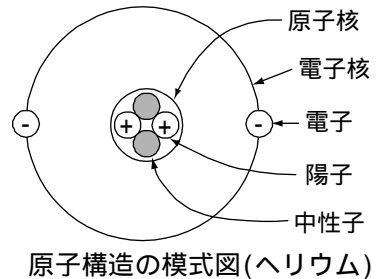 原子核
電子核
電子
陽子
中性子
- + + -
原子構造の模式図(ヘリウム)